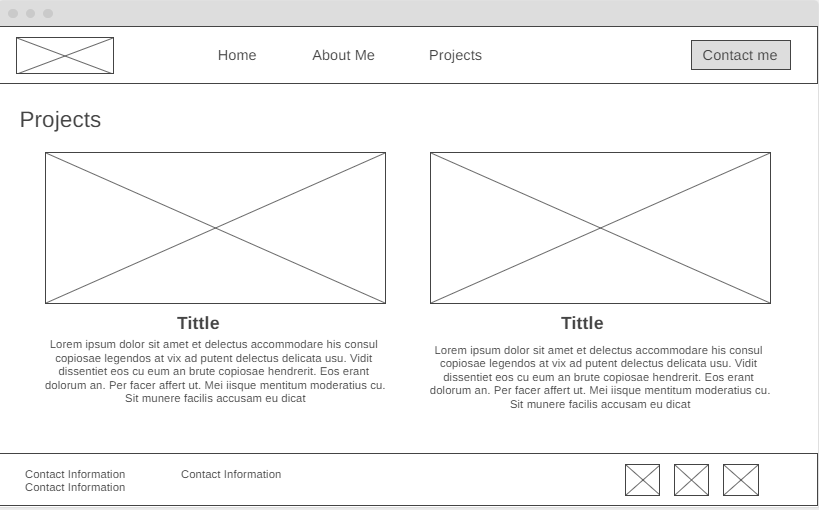 Home About Me Projects Contact me
Projects
Tittle
Lorem ipsum dolor sit amet et delectus accommodare his consul
copiosae legendos at vix ad putent delectus delicata usu. Vidit
dissentiet eos cu eum an brute copiosae hendrerit. Eos erant
dolorum an. Per facer affert ut. Mei iisque mentitum moderatius cu.
Sit munere facilis accusam eu dicat
Tittle
Lorem ipsum dolor sit amet et delectus accommodare his consul
copiosae legendos at vix ad putent delectus delicata usu. Vidit
dissentiet eos cu eum an brute copiosae hendrerit. Eos erant
dolorum an. Per facer affert ut. Mei iisque mentitum moderatius cu.
Sit munere facilis accusam eu dicat
Contact Information
Contact Information
Contact Information